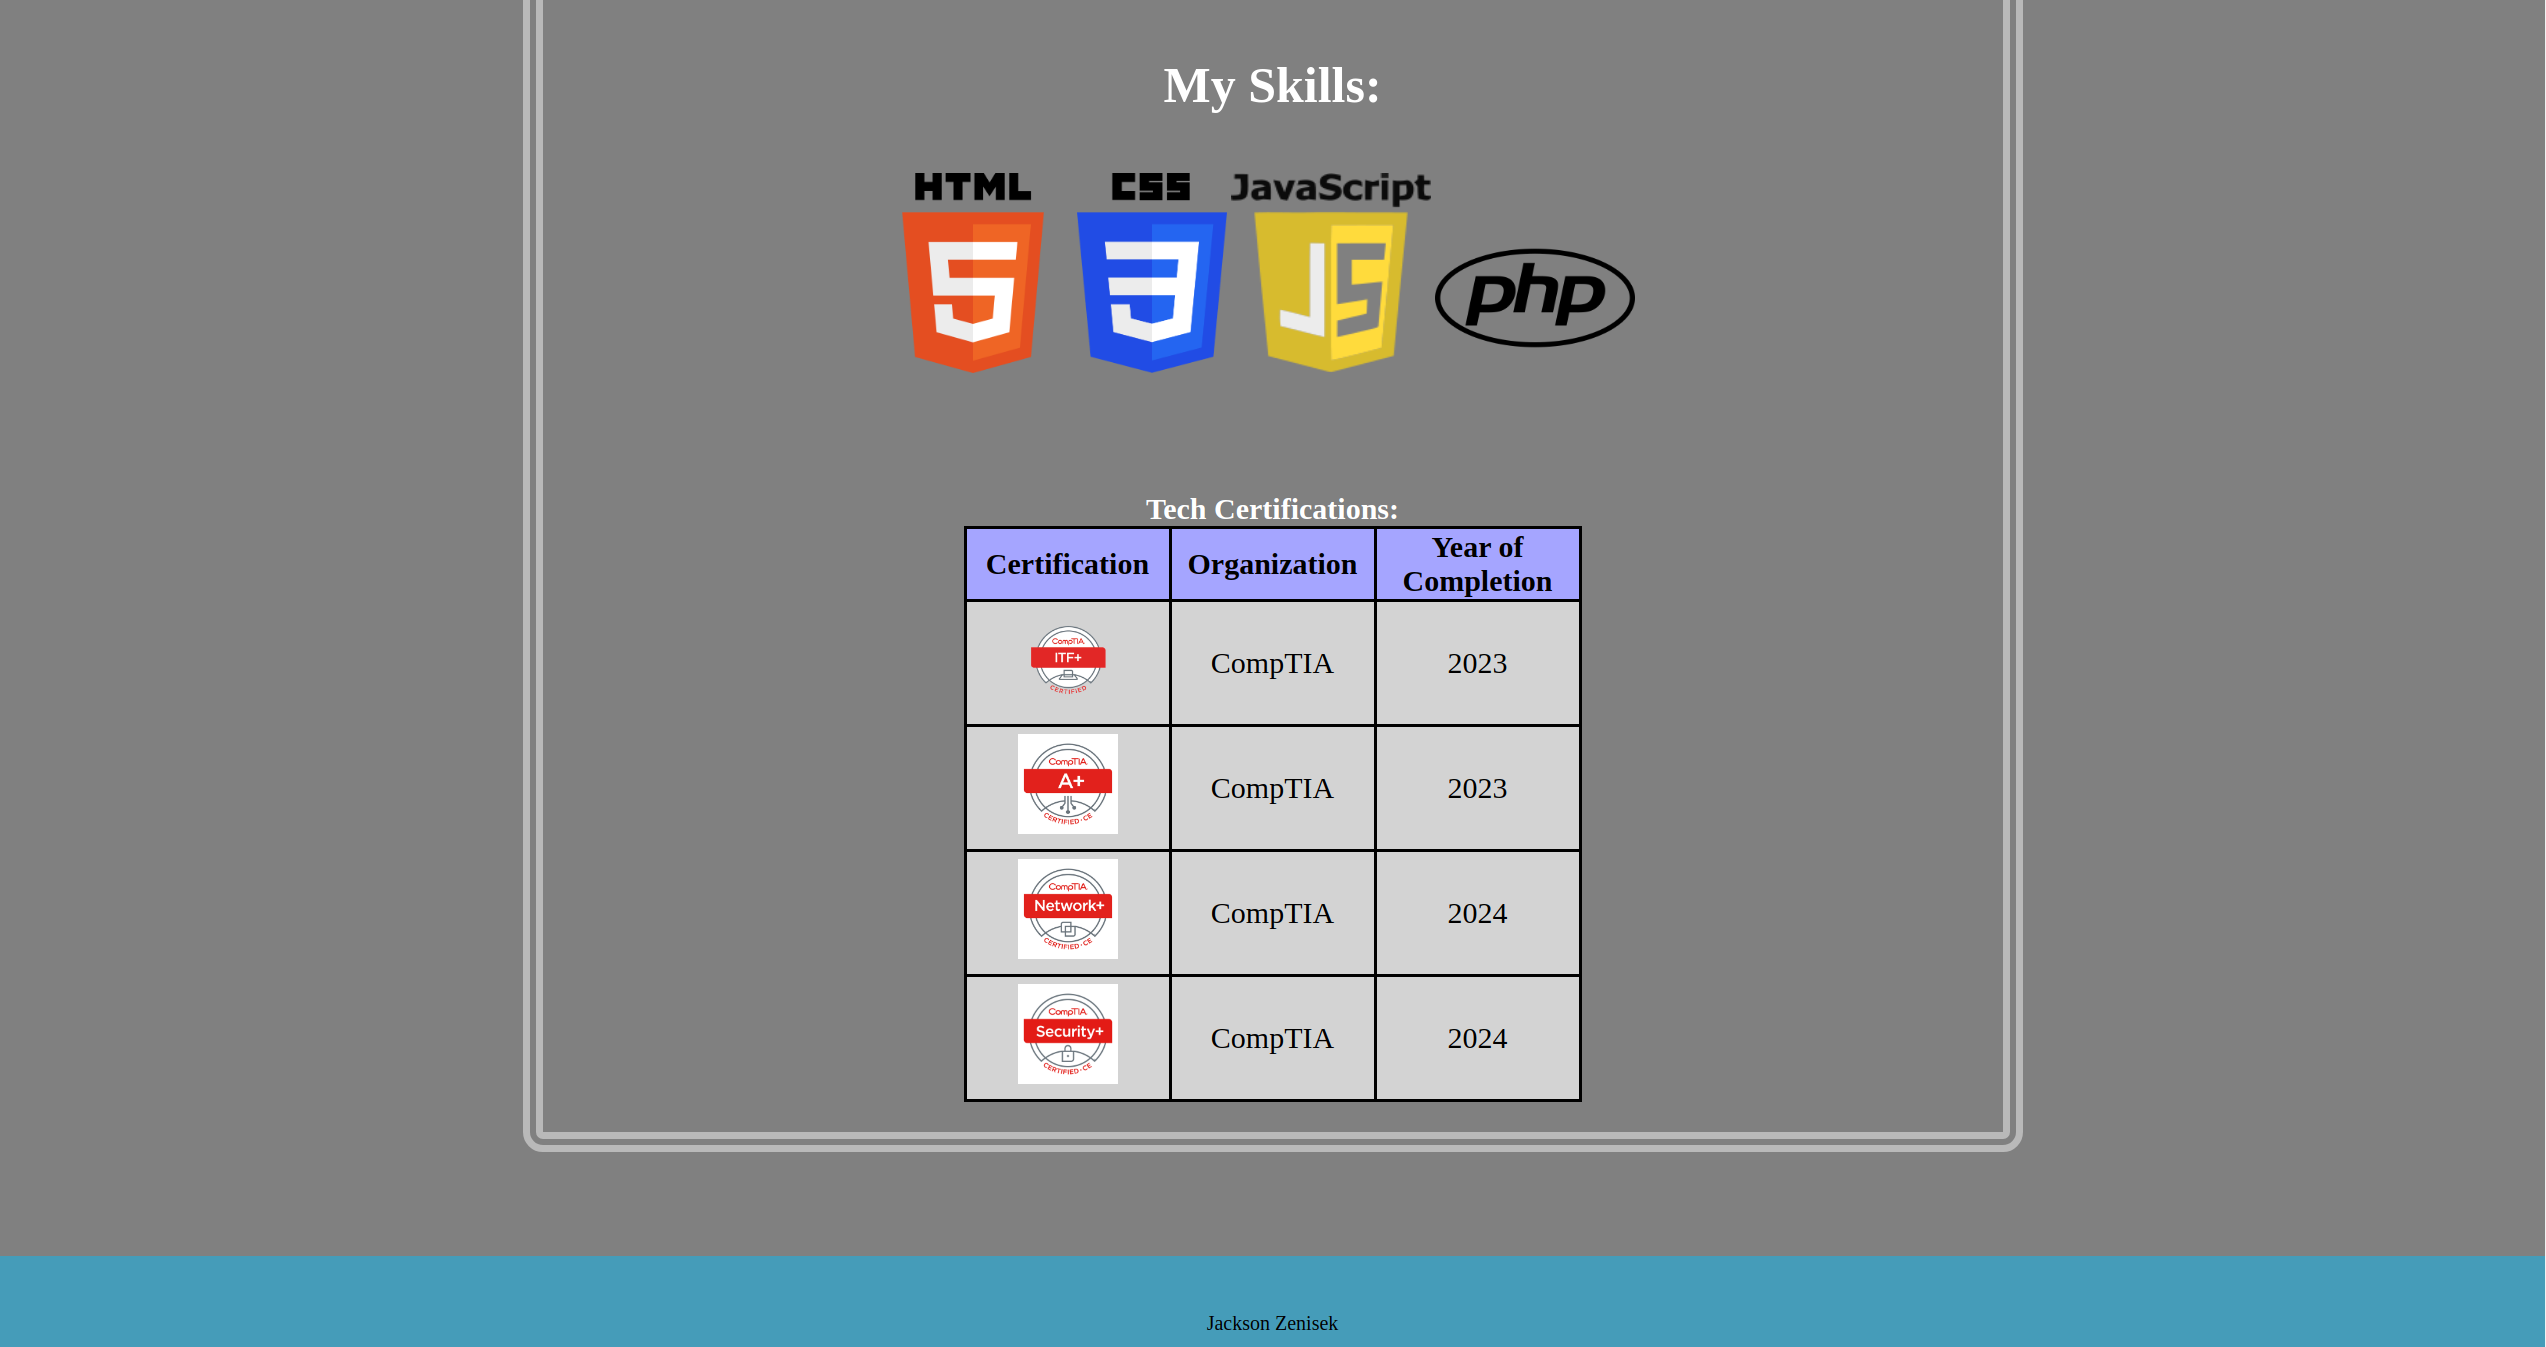 My Skills:
HTML CSS JavaScript
JS
php
Tech Certifications:
Certification Organization Year of Completion
CompTIA
ITF+
CERTIFIED
CompTIA 2023
CompTIA
A+
CERTIFIED·CE
CompTIA 2023
CompTIA
Network+
CERTIFIED·CE
CompTIA 2024
CompTIA
Security+
CERTIFIED·CE
CompTIA 2024
Jackson Zenisek